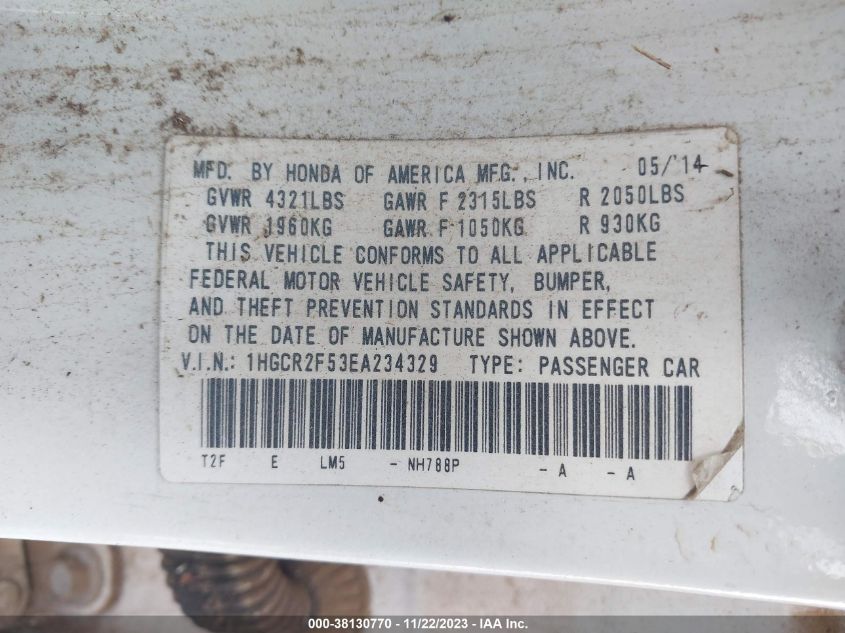 MFD. BY HONDA OF AMERICA MFG., INC. 05/14
GVWR 4321LBS GAWR F 2315LBS R 2050LBS
GVWR 1960KG GAWR F 1050KG R 930KG
THIS VEHICLE CONFORMS TO ALL APPLICABLE
FEDERAL MOTOR VEHICLE SAFETY, BUMPER,
AND THEFT PREVENTION STANDARDS IN EFFECT
ON THE DATE OF MANUFACTURE SHOWN ABOVE.
V.I.N.: 1HGCR2F53EA234329 TYPE: PASSENGER CAR
T2F E LM5 - NH788P - A - A
000-38130770 - 11/22/2023 - IAA Inc.